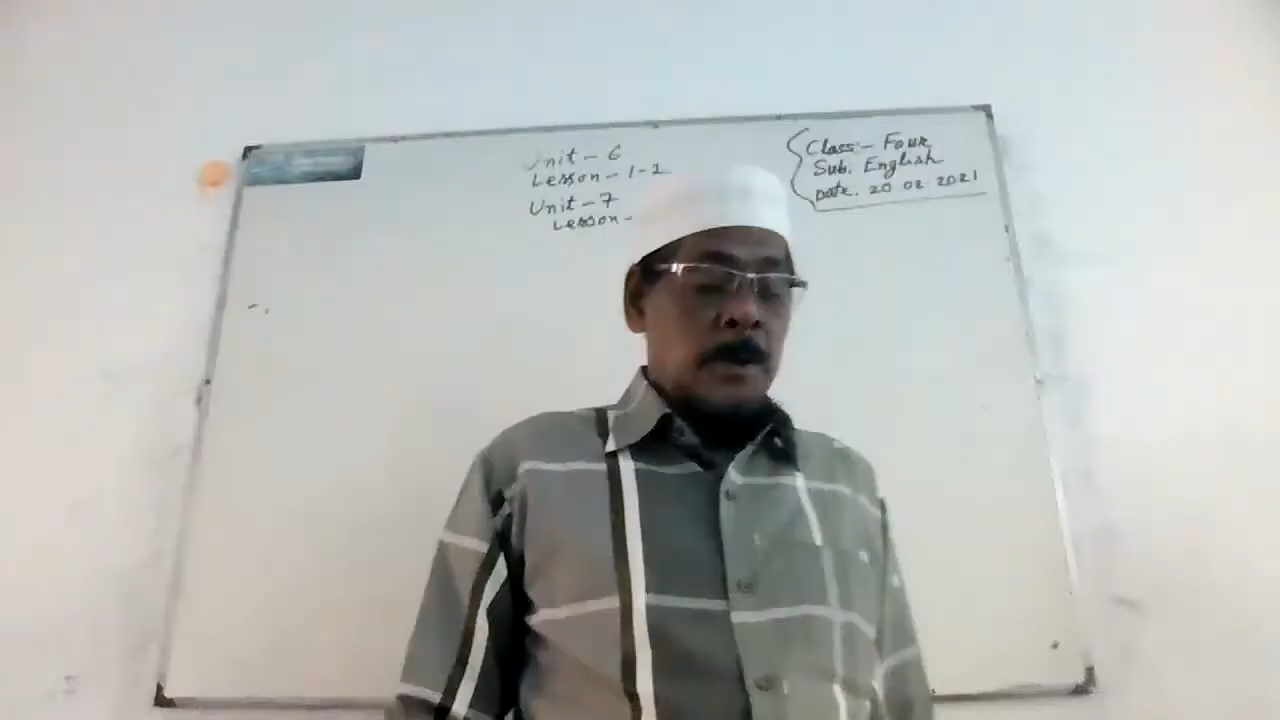 Unit - 6
Lesson - 1-2
Unit - 7
Lesson -
Class:- Four
Sub. English
Date. 20.02.2021